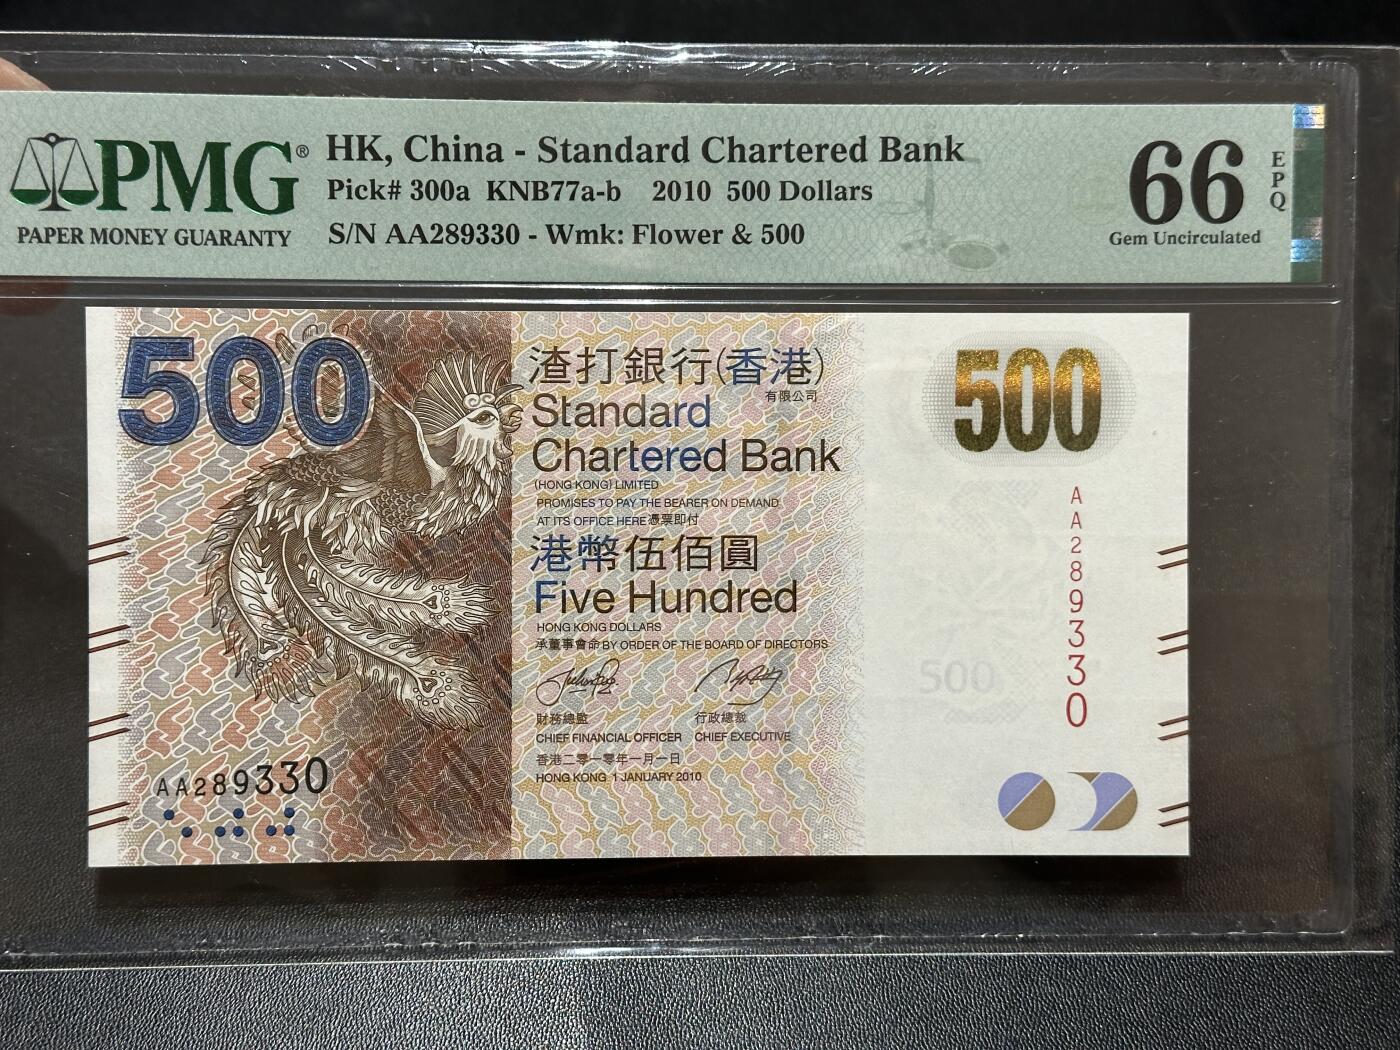 PMG®
PAPER MONEY GUARANTY
HK, China - Standard Chartered Bank
Pick# 300a KNB77a-b 2010 500 Dollars
S/N AA289330 - Wmk: Flower & 500
66
EPQ
Gem Uncirculated
500
渣打銀行(香港)
有限公司
Standard
Chartered Bank
(HONG KONG) LIMITED
PROMISES TO PAY THE BEARER ON DEMAND
AT ITS OFFICE HERE 憑票即付
港幣伍佰圓
Five Hundred
HONG KONG DOLLARS
承董事會命 BY ORDER OF THE BOARD OF DIRECTORS
財務總監 行政總裁
CHIEF FINANCIAL OFFICER CHIEF EXECUTIVE
香港二零一零年一月一日
HONG KONG 1 JANUARY 2010
AA289330
500
AA289330
500